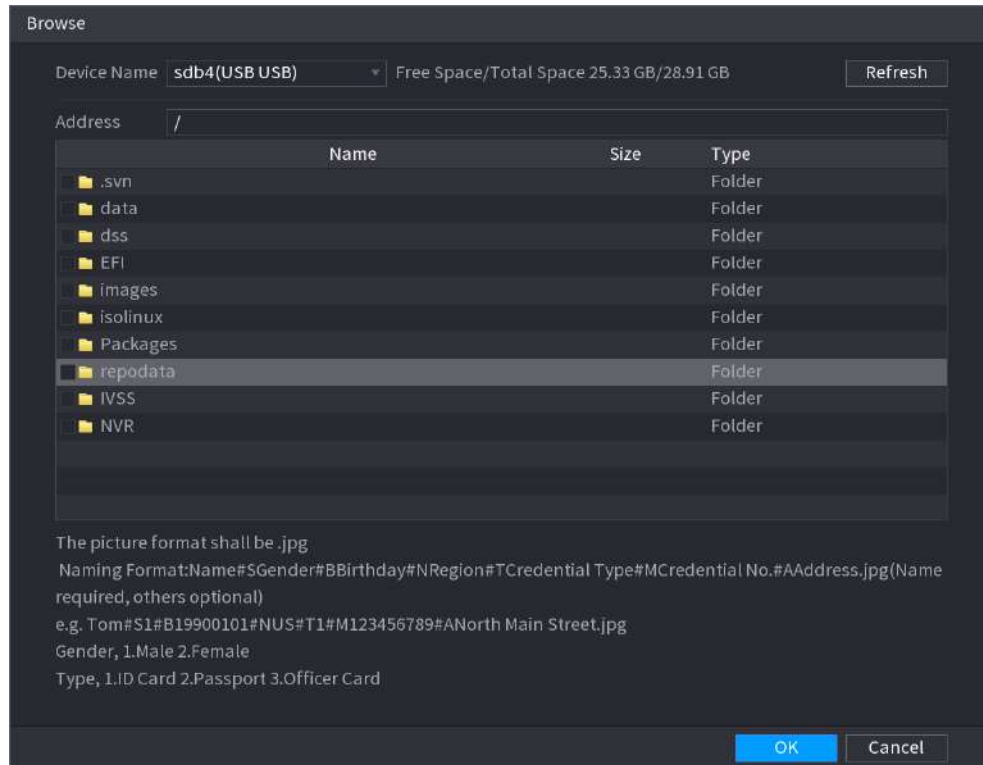 Browse
Device Name sdb4(USB USB) Free Space/Total Space 25.33 GB/28.91 GB Refresh
Address /
Name Size Type
.svn Folder
data Folder
dss Folder
EFI Folder
images Folder
isolinux Folder
Packages Folder
repodata Folder
IVSS Folder
NVR Folder
The picture format shall be .jpg
Naming Format:Name#SGender#BBirthday#NRegion#TCredential Type#MCredential No.#AAddress.jpg(Name
required, others optional)
e.g. Tom#S1#B19900101#NUS#T1#M123456789#ANorth Main Street.jpg
Gender, 1.Male 2.Female
Type, 1.ID Card 2.Passport 3.Officer Card
OK Cancel